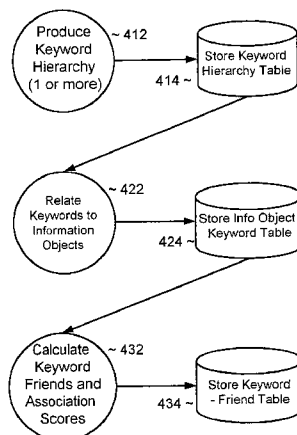 Produce
Keyword
Hierarchy
(1 or more)
~ 412
Store Keyword
Hierarchy Table
414 ~
Relate
Keywords to
Information
Objects
~ 422
Store Info Object
Keyword Table
424 ~
Calculate
Keyword
Friends and
Association
Scores
~ 432
Store Keyword
- Friend Table
434 ~